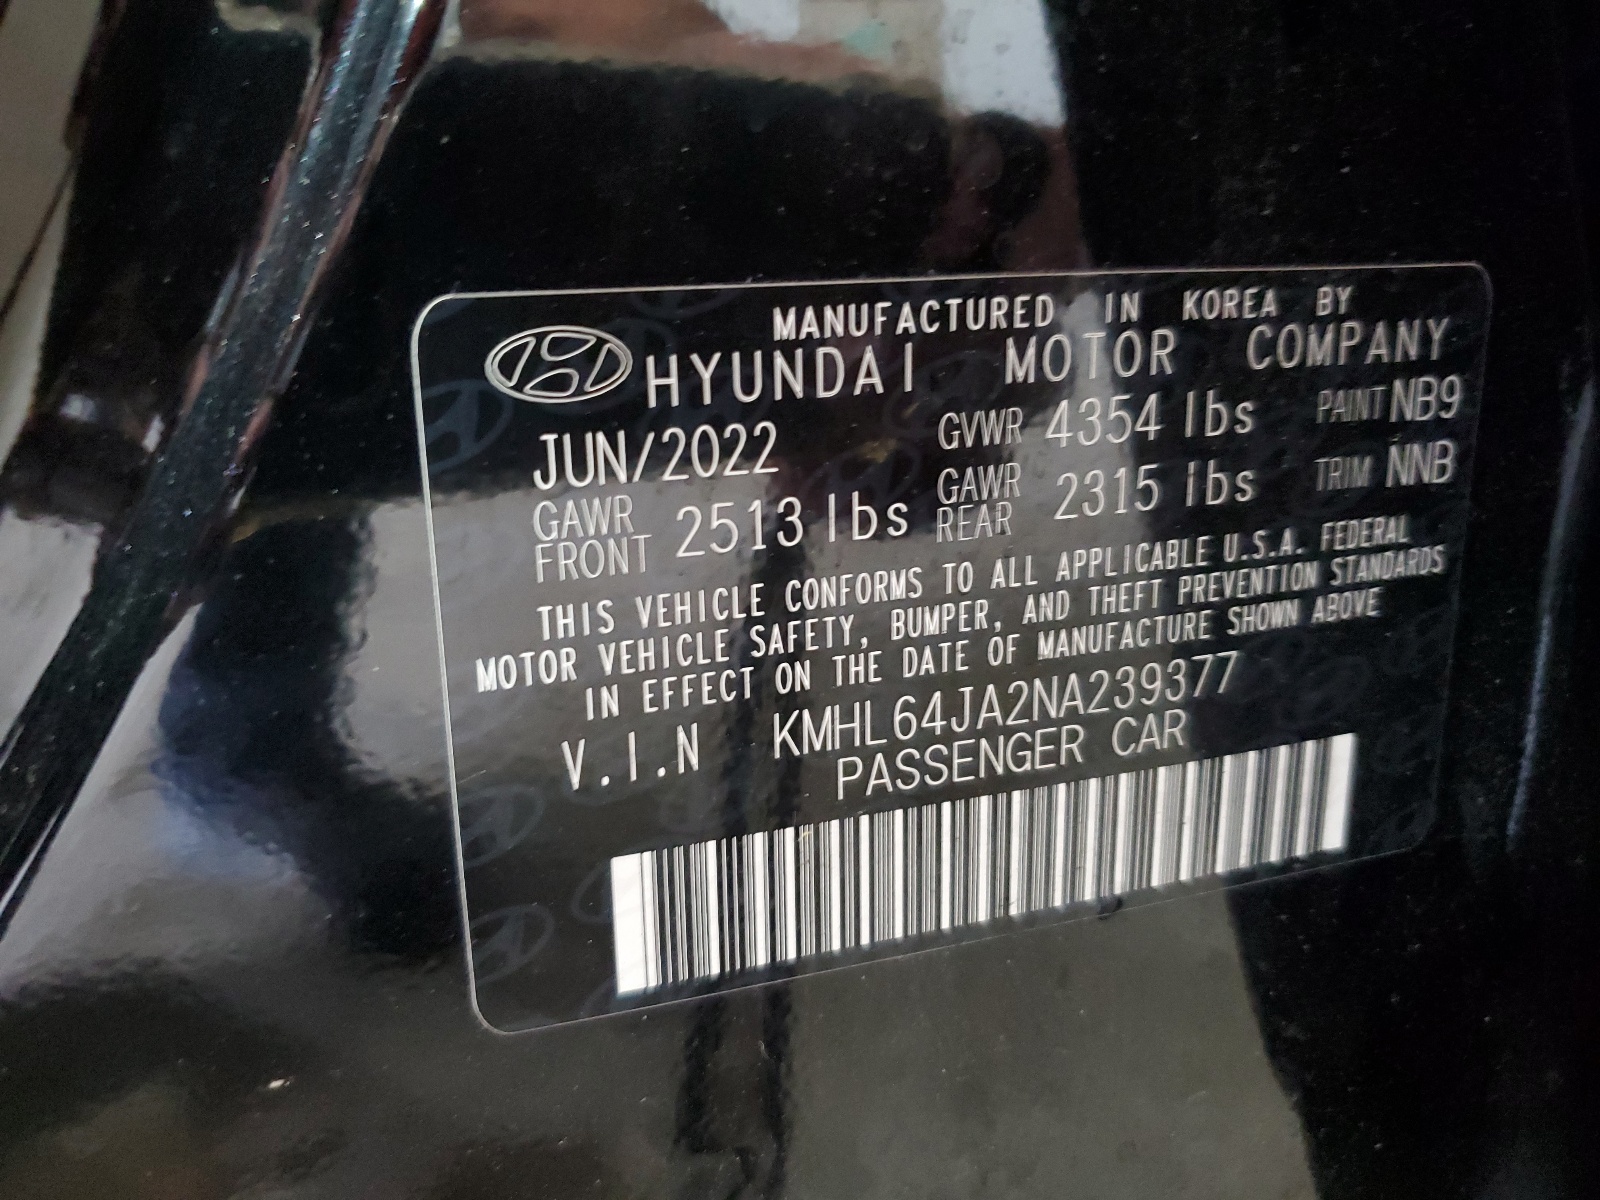 MANUFACTURED IN KOREA BY
HYUNDAI MOTOR COMPANY
JUN/2022 GVWR 4354 lbs PAINT NB9
GAWR FRONT 2513 lbs GAWR REAR 2315 lbs TRIM NNB
THIS VEHICLE CONFORMS TO ALL APPLICABLE U.S.A. FEDERAL
MOTOR VEHICLE SAFETY, BUMPER, AND THEFT PREVENTION STANDARDS
IN EFFECT ON THE DATE OF MANUFACTURE SHOWN ABOVE
V.I.N KMHL64JA2NA239377
PASSENGER CAR